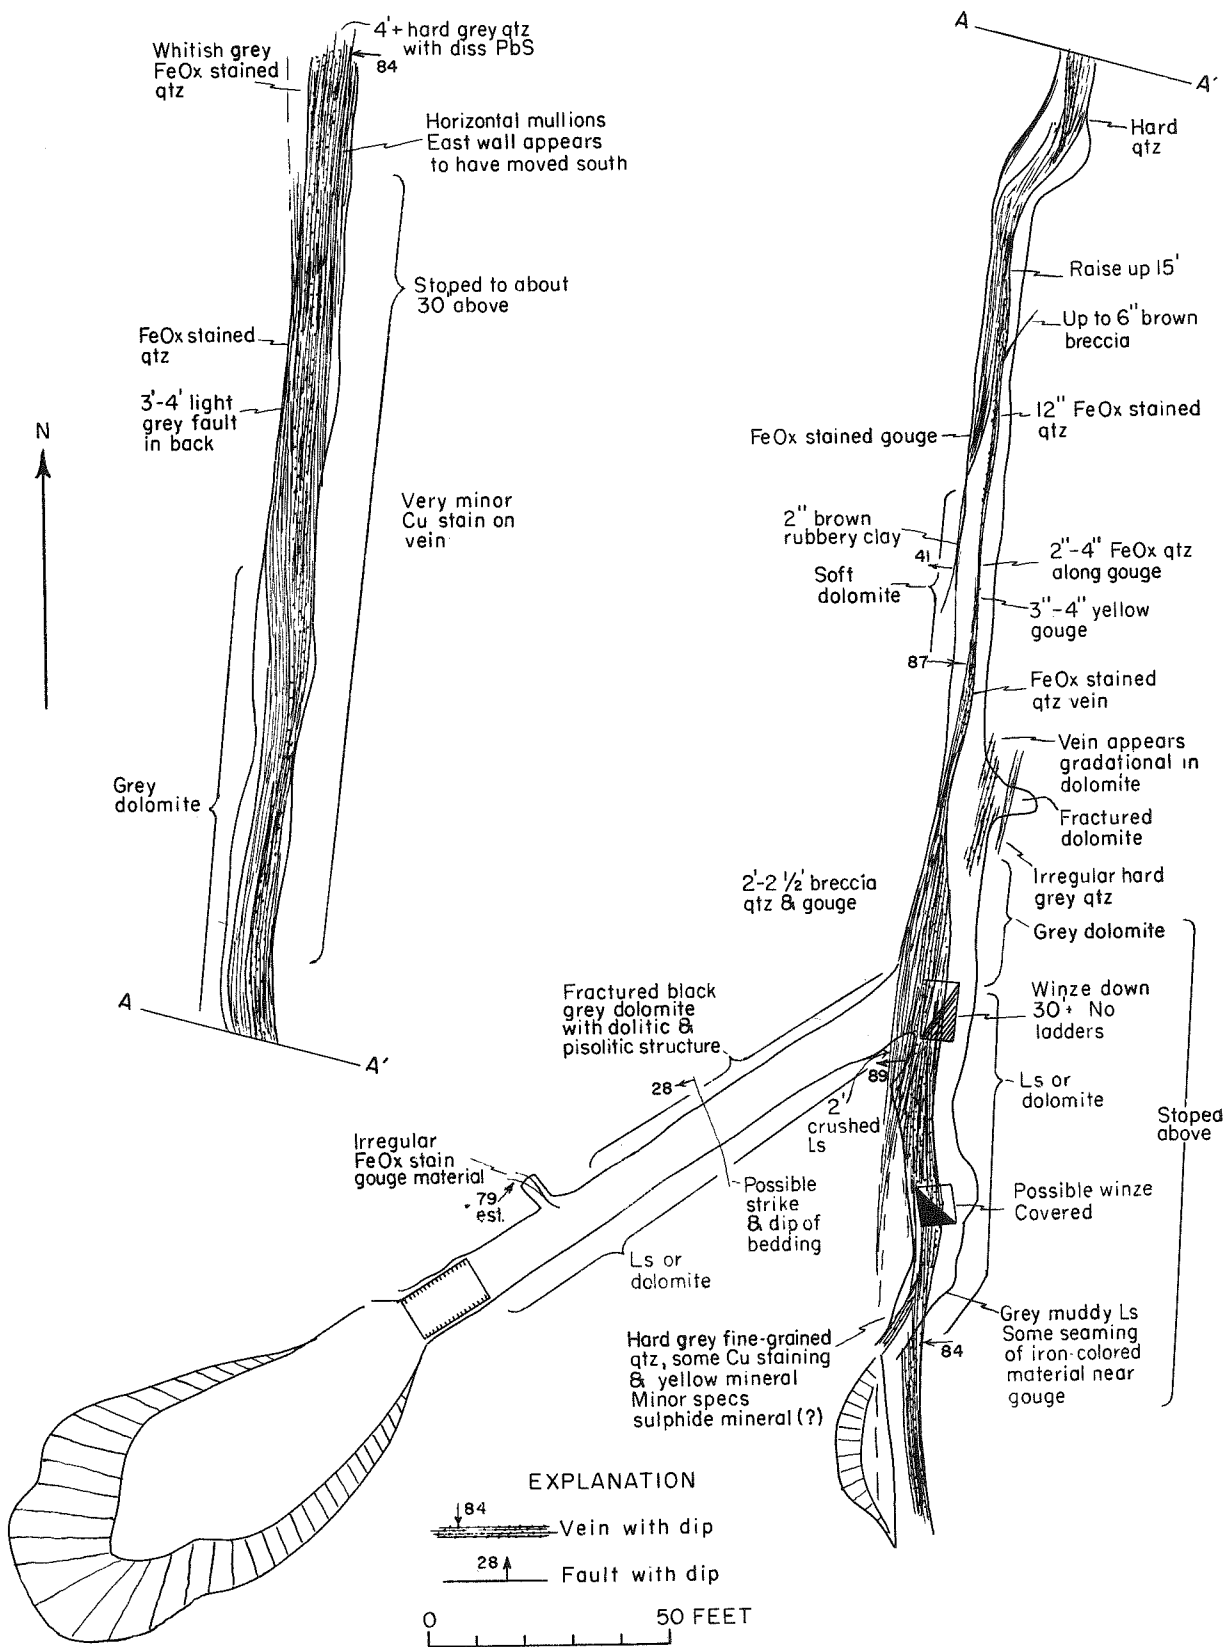 4'+ hard grey qtz
with diss PbS
84
Whitish grey
FeOx stained
qtz
Horizontal mullions
East wall appears
to have moved south
Stoped to about
30' above
FeOx stained
qtz
3'-4' light
grey fault
in back
N
Very minor
Cu stain on
vein
Grey
dolomite
A
A'
A
A'
Hard
qtz
Raise up 15'
Up to 6" brown
breccia
12" FeOx stained
qtz
FeOx stained gouge
2" brown
rubbery clay
41
Soft
dolomite
2"-4" FeOx qtz
along gouge
3"-4" yellow
gouge
87
FeOx stained
qtz vein
Vein appears
gradational in
dolomite
Fractured
dolomite
Irregular hard
grey qtz
2'-2 1/2' breccia
qtz & gouge
Grey dolomite
Winze down
30'+ No
ladders
Fractured black
grey dolomite
with dolitic &
pisolitic structure
28
89
2'
crushed
Ls
Ls or
dolomite
Stoped
above
Irregular
FeOx stain
gouge material
79
est.
Possible
strike
& dip of
bedding
Possible winze
Covered
Ls or
dolomite
Hard grey fine-grained
qtz, some Cu staining
& yellow mineral
Minor specs
sulphide mineral (?)
84
Grey muddy Ls
Some seaming
of iron-colored
material near
gouge
EXPLANATION
84
Vein with dip
28
Fault with dip
0 50 FEET